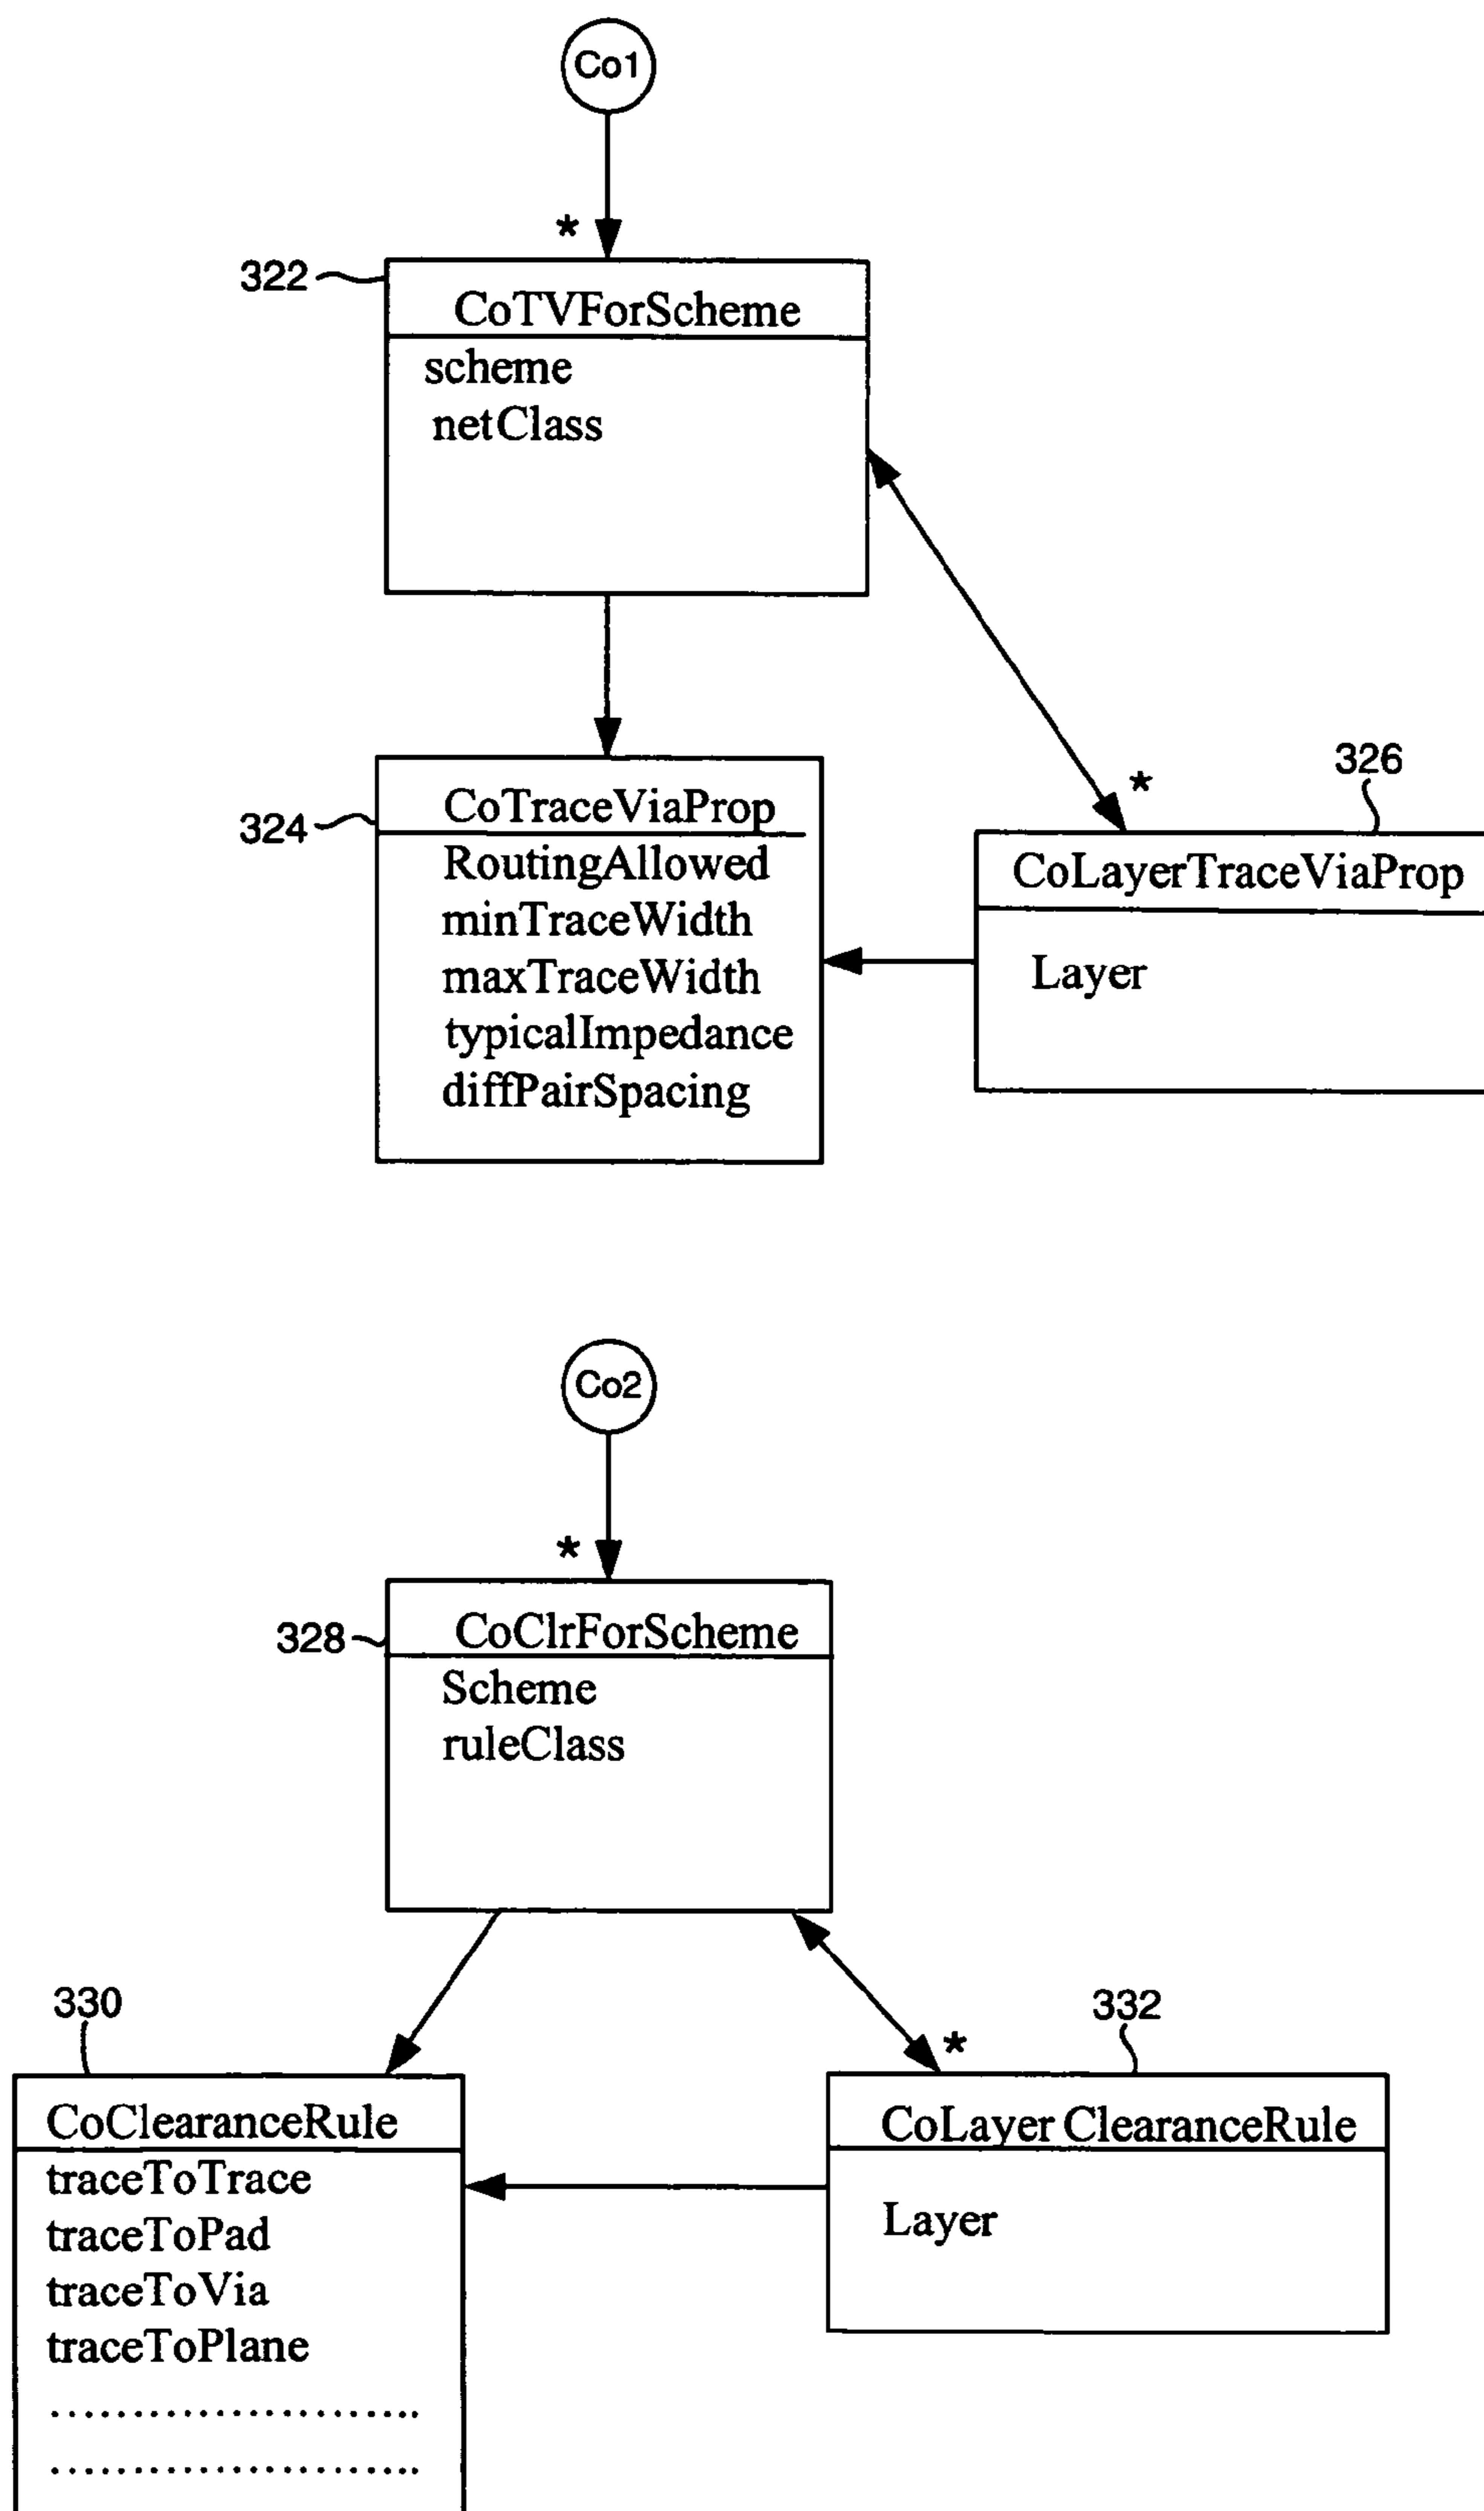 Co1
*
322
CoTVForScheme
scheme
netClass
324
CoTraceViaProp
RoutingAllowed
minTraceWidth
maxTraceWidth
typicalImpedance
diffPairSpacing
*
326
CoLayerTraceViaProp
Layer
Co2
*
328
CoClrForScheme
Scheme
ruleClass
330
CoClearanceRule
traceToTrace
traceToPad
traceToVia
traceToPlane
.......................
.......................
*
332
CoLayer ClearanceRule
Layer